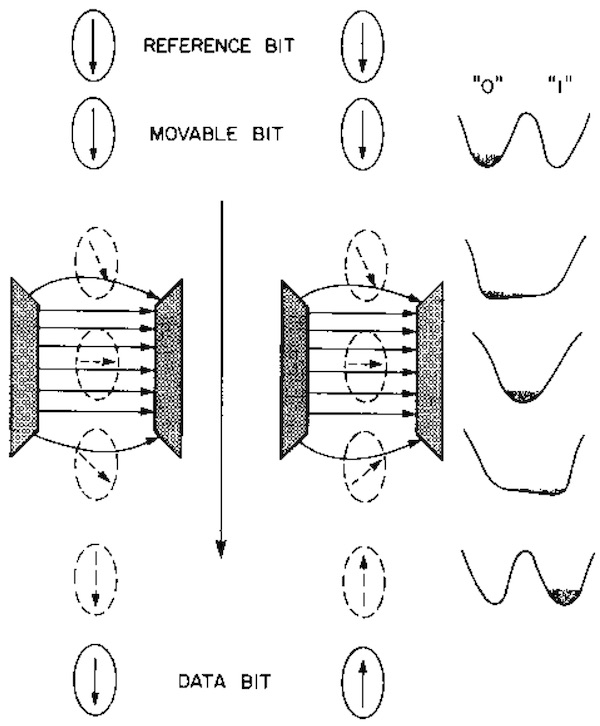 REFERENCE BIT
"0" "1"
MOVABLE BIT
DATA BIT